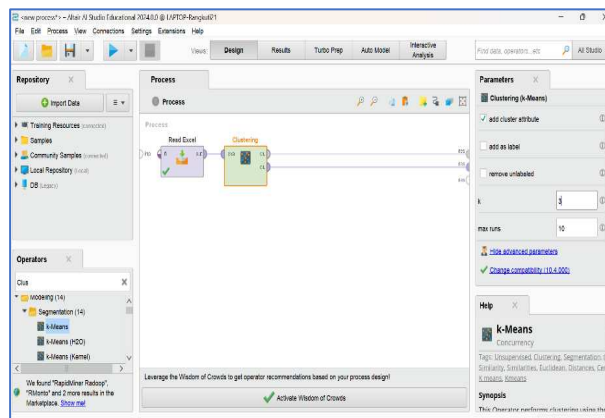 <new process*> – Altair AI Studio Educational 2024.8.0 @ LAPTOP-Rangkuti21
File Edit Process View Connections Settings Extensions Help
Views:
Design
Results
Turbo Prep
Auto Model
Interactive Analysis
Find data, operators...etc
All Studio
Repository
Import Data
Training Resources (connected)
Samples
Community Samples (connected)
Local Repository (Local)
DB (Legacy)
Operators
Clus
Modeling (14)
Segmentation (14)
k-Means
k-Means (H2O)
k-Means (Kernel)
We found "RapidMiner Radoop",
"RMonto" and 2 more results in the
Marketplace. Show me!
Process
Process
Process
Read Excel
Clustering
Leverage the Wisdom of Crowds to get operator recommendations based on your process design!
Activate Wisdom of Crowds
Parameters
Clustering (k-Means)
add cluster attribute
add as label
remove unlabeled
k
3
max runs
10
Hide advanced parameters
Change compatibility (10.4.000)
Help
k-Means
Concurrency
Tags: Unsupervised, Clustering, Segmentation,
Similarity, Similarities, Euclidean, Distances,
K means, Kmeans
Synopsis
This Operator performs clustering using the